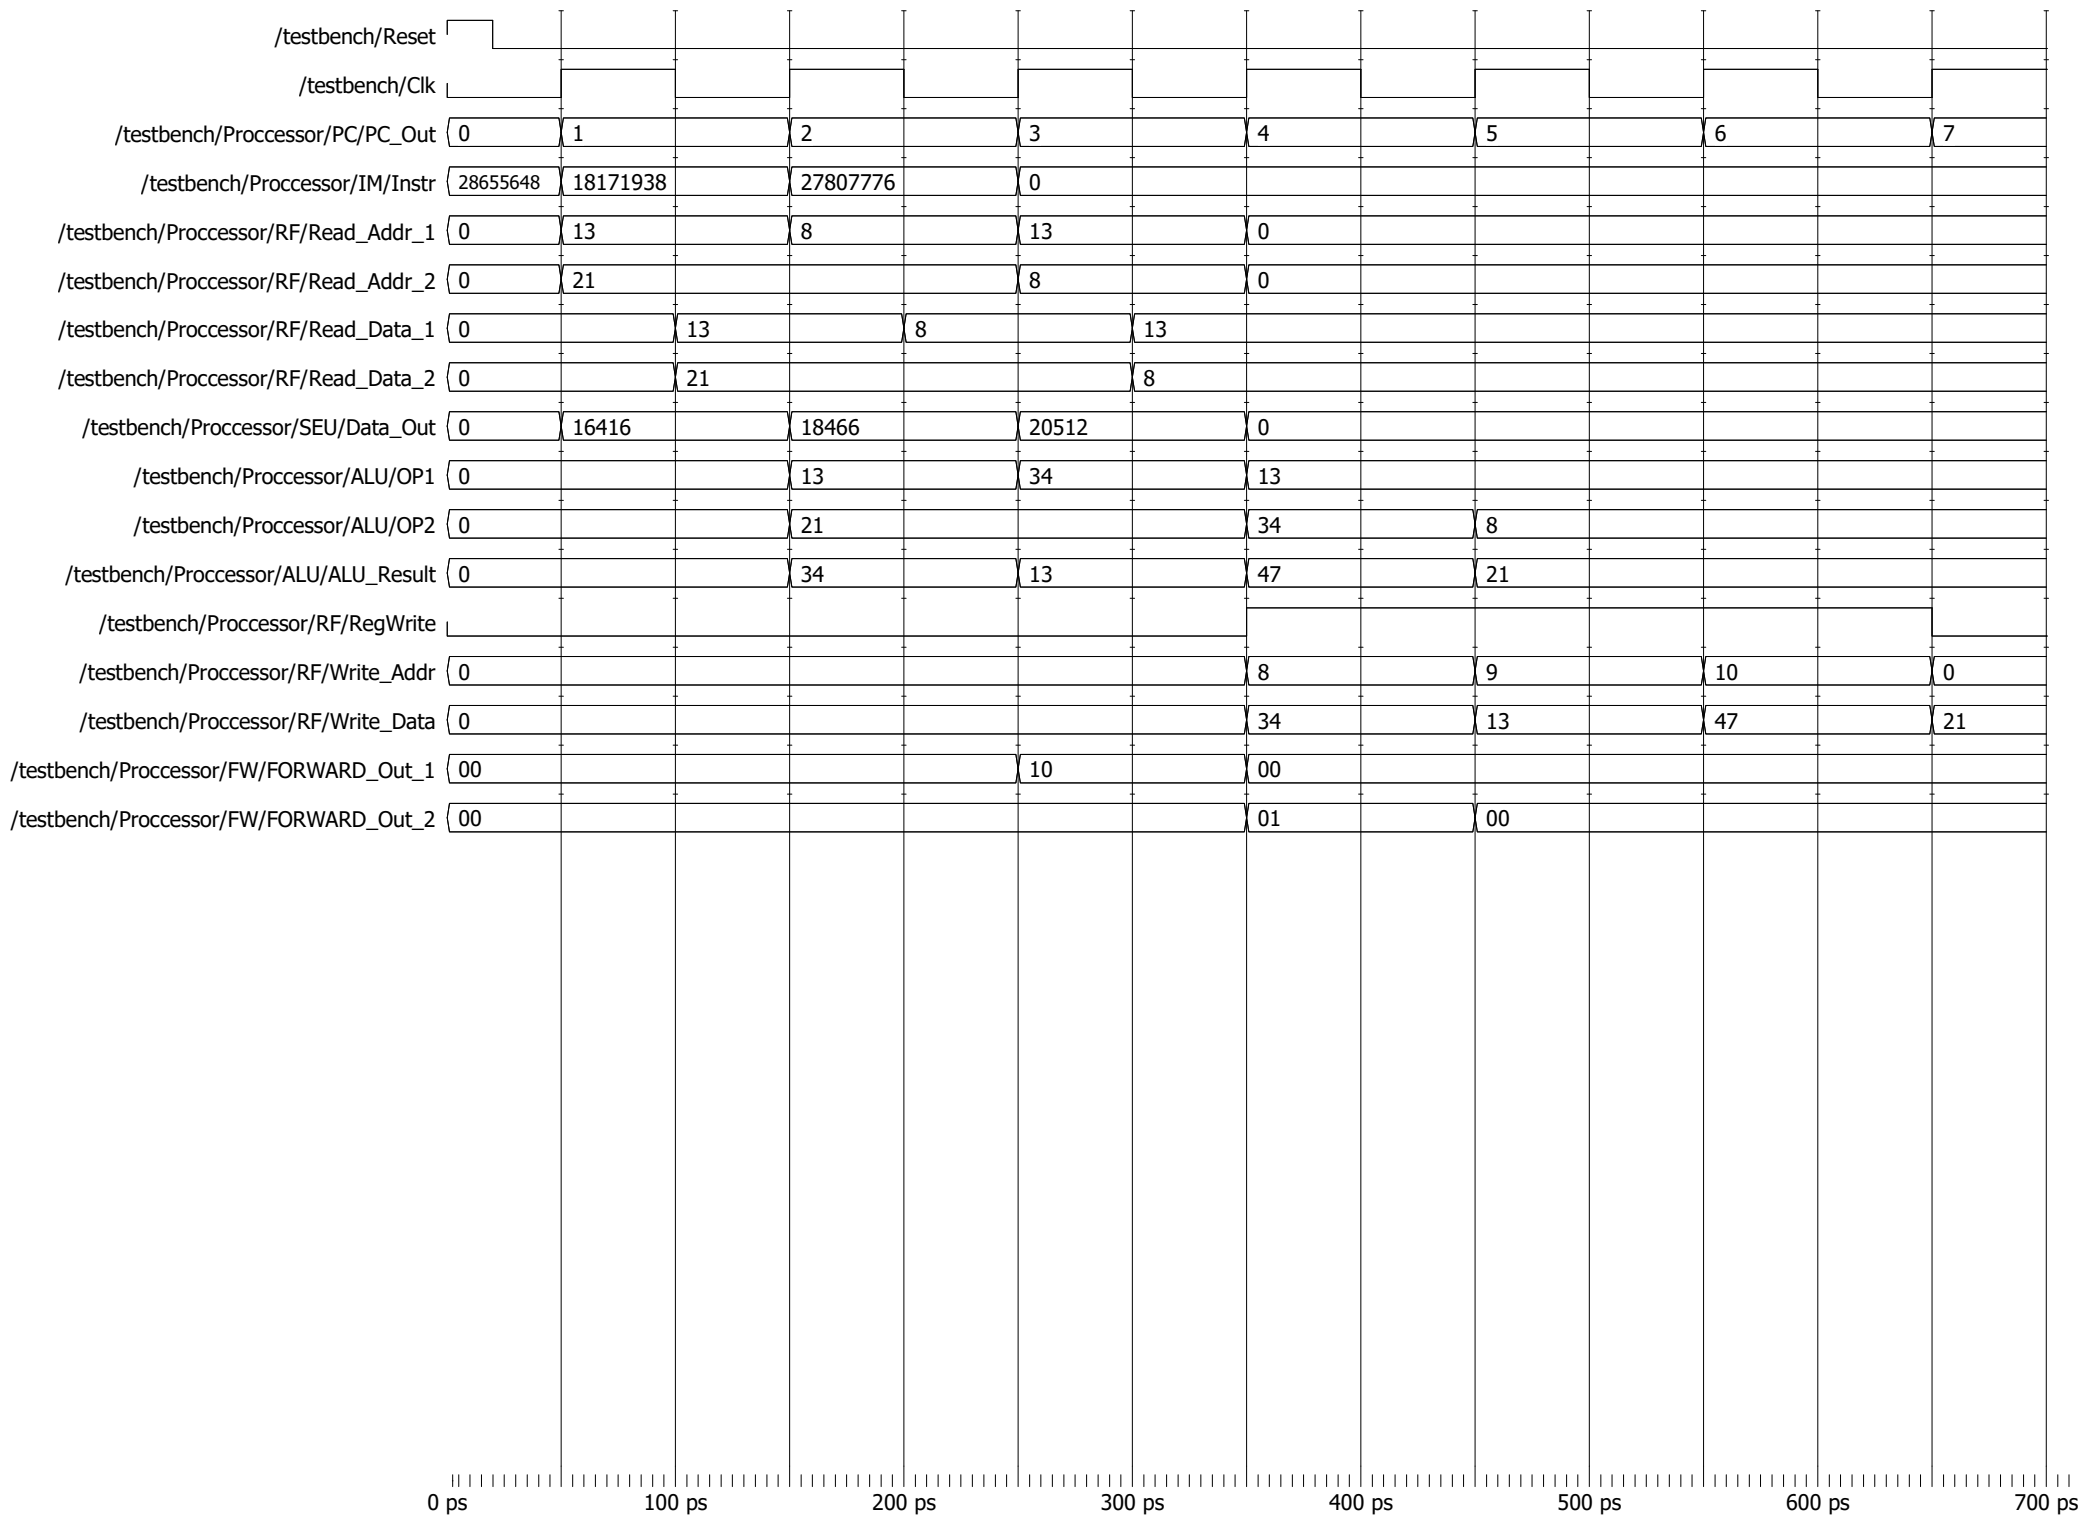 /testbench/Reset
/testbench/Clk
/testbench/Proccessor/PC/PC_Out 0 1 2 3 4 5 6 7
/testbench/Proccessor/IM/Instr 28655648 18171938 27807776 0
/testbench/Proccessor/RF/Read_Addr_1 0 13 8 13 0
/testbench/Proccessor/RF/Read_Addr_2 0 21 8 0
/testbench/Proccessor/RF/Read_Data_1 0 13 8 13
/testbench/Proccessor/RF/Read_Data_2 0 21 8
/testbench/Proccessor/SEU/Data_Out 0 16416 18466 20512 0
/testbench/Proccessor/ALU/OP1 0 13 34 13
/testbench/Proccessor/ALU/OP2 0 21 34 8
/testbench/Proccessor/ALU/ALU_Result 0 34 13 47 21
/testbench/Proccessor/RF/RegWrite
/testbench/Proccessor/RF/Write_Addr 0 8 9 10 0
/testbench/Proccessor/RF/Write_Data 0 34 13 47 21
/testbench/Proccessor/FW/FORWARD_Out_1 00 10 00
/testbench/Proccessor/FW/FORWARD_Out_2 00 01 00
0 ps 100 ps 200 ps 300 ps 400 ps 500 ps 600 ps 700 ps